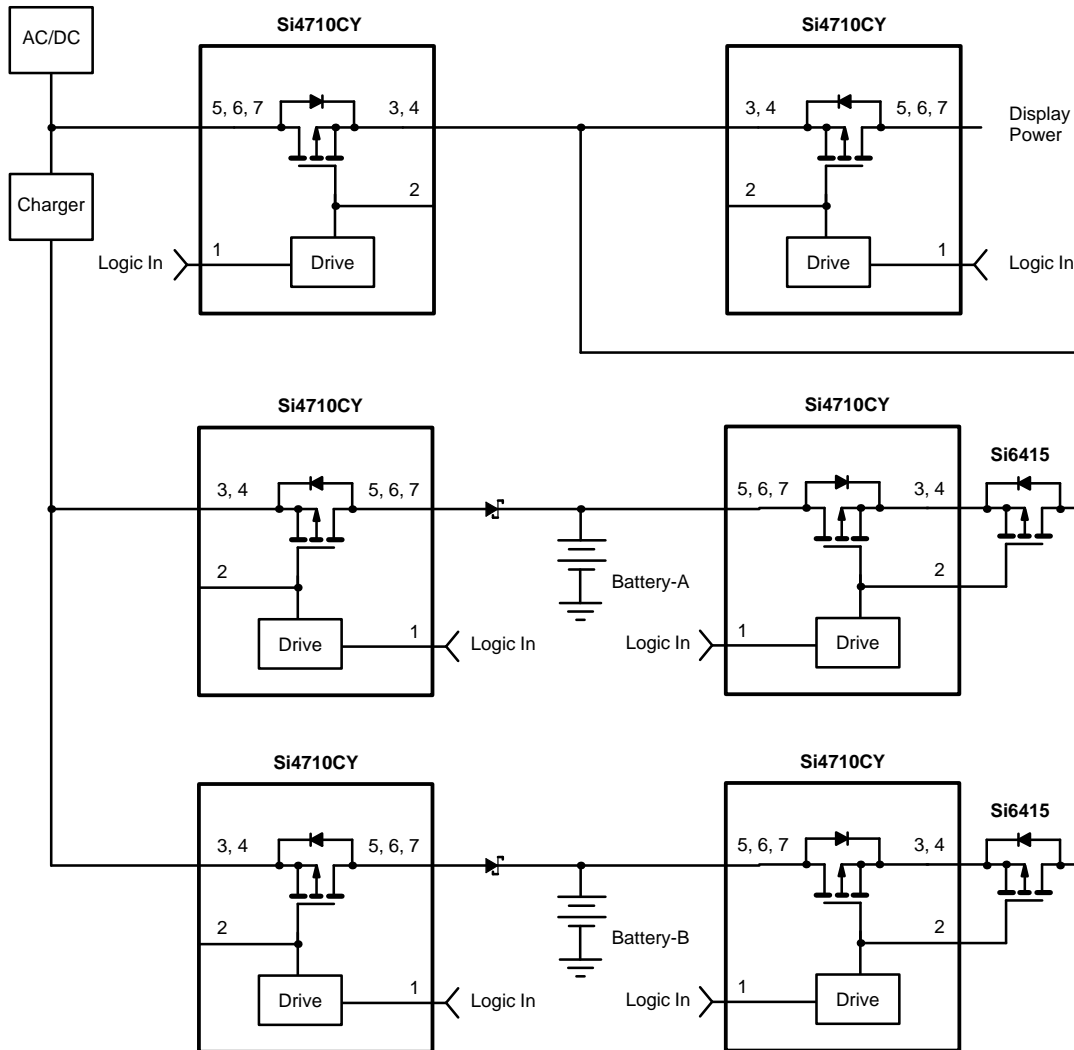 AC/DC
Si4710CY
Si4710CY
5, 6, 7
3, 4
3, 4
5, 6, 7
Display
Power
2
2
Charger
Logic In
1
Drive
Drive
1
Logic In
Si4710CY
Si4710CY
Si6415
3, 4
5, 6, 7
5, 6, 7
3, 4
2
Battery-A
2
Drive
1
Logic In
Logic In
1
Drive
Si4710CY
Si4710CY
Si6415
3, 4
5, 6, 7
5, 6, 7
3, 4
2
Battery-B
2
Drive
1
Logic In
Logic In
1
Drive